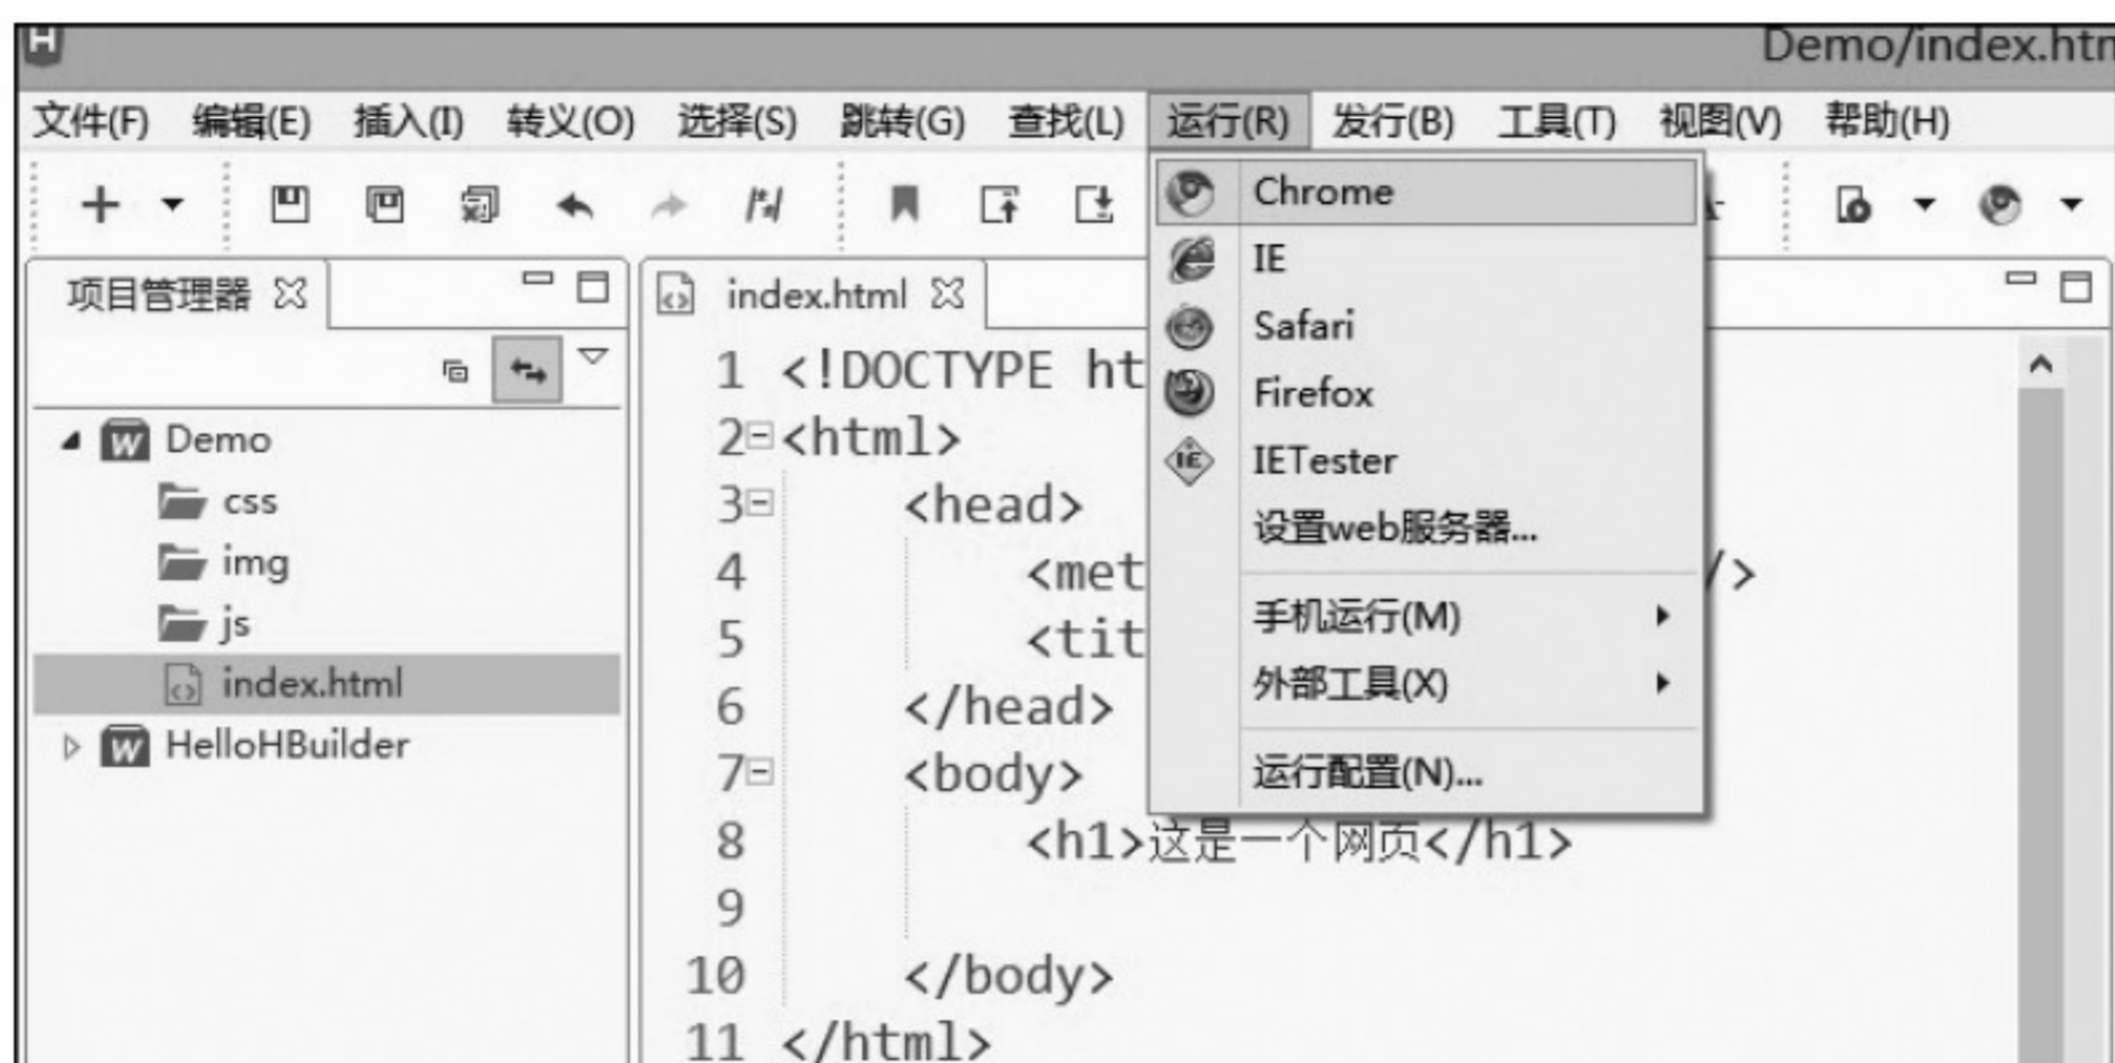 H
Demo/index.htm
文件(F) 编辑(E) 插入(I) 转义(O) 选择(S) 跳转(G) 查找(L) 运行(R) 发行(B) 工具(T) 视图(V) 帮助(H)
项目管理器
Demo
css
img
js
index.html
HelloHBuilder
index.html
1 <!DOCTYPE ht
2 <html>
3 <head>
4 <met />
5 <tit
6 </head>
7 <body>
8 <h1>这是一个网页</h1>
9
10 </body>
11 </html>
Chrome
IE
Safari
Firefox
IETester
设置web服务器...
手机运行(M)
外部工具(X)
运行配置(N)...